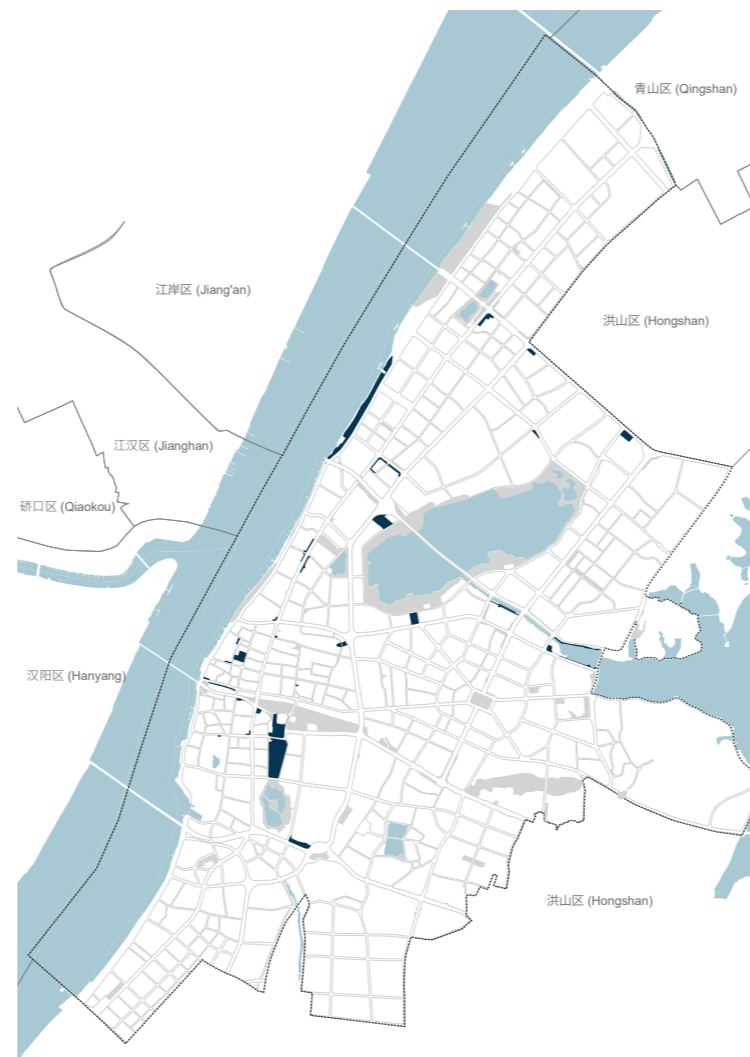 青山区 (Qingshan)
江岸区 (Jiang'an)
洪山区 (Hongshan)
江汉区 (Jianghan)
硚口区 (Qiaokou)
汉阳区 (Hanyang)
洪山区 (Hongshan)